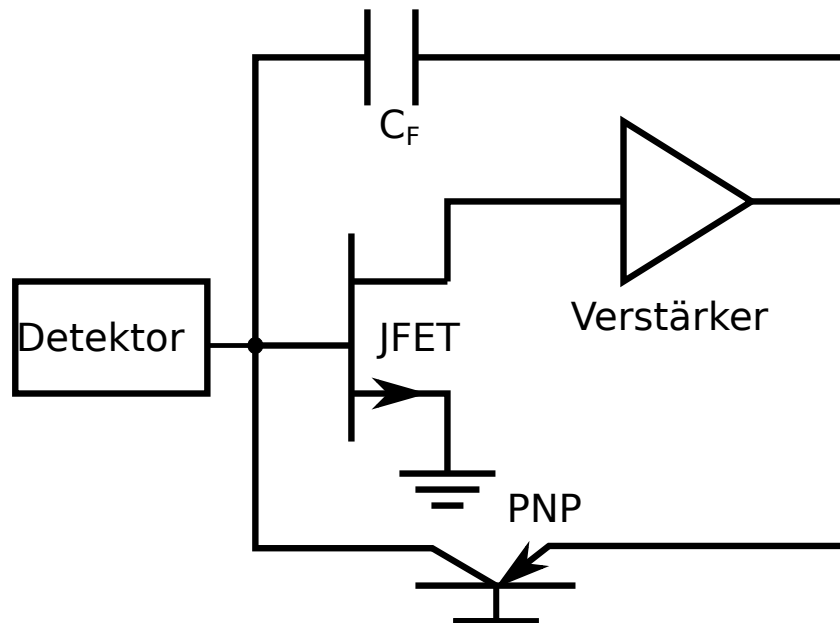 C_F
Detektor
JFET
Verstärker
PNP